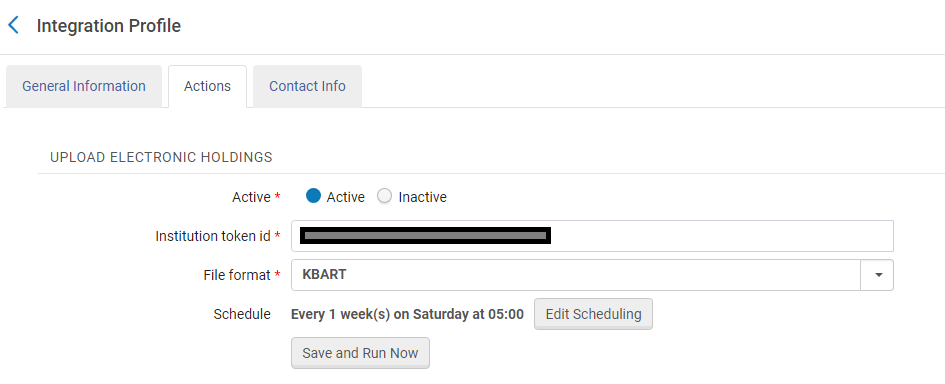 Integration Profile
General Information Actions Contact Info
UPLOAD ELECTRONIC HOLDINGS
Active * Active Inactive
Institution token id *
File format * KBART
Schedule Every 1 week(s) on Saturday at 05:00 Edit Scheduling
Save and Run Now